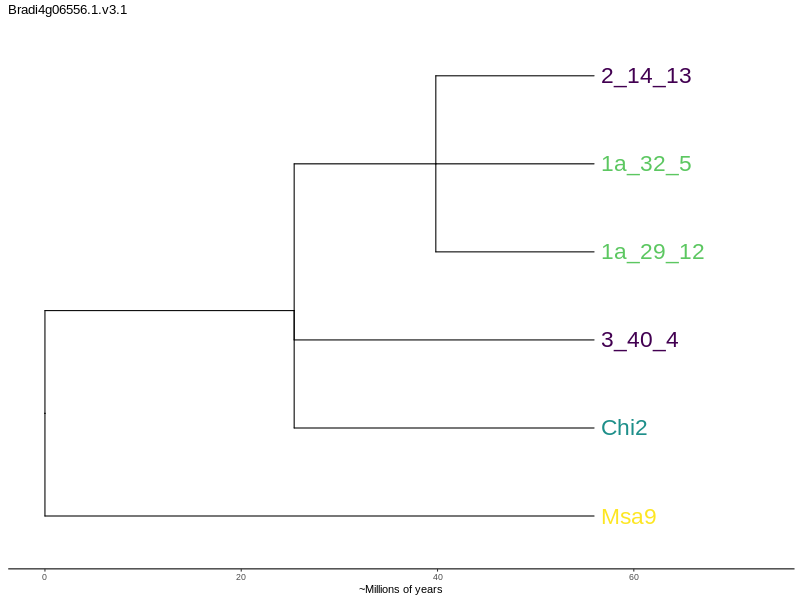 Bradi4g06556.1.v3.1
2_14_13
1a_32_5
1a_29_12
3_40_4
Chi2
Msa9
0 20 40 60
~Millions of years